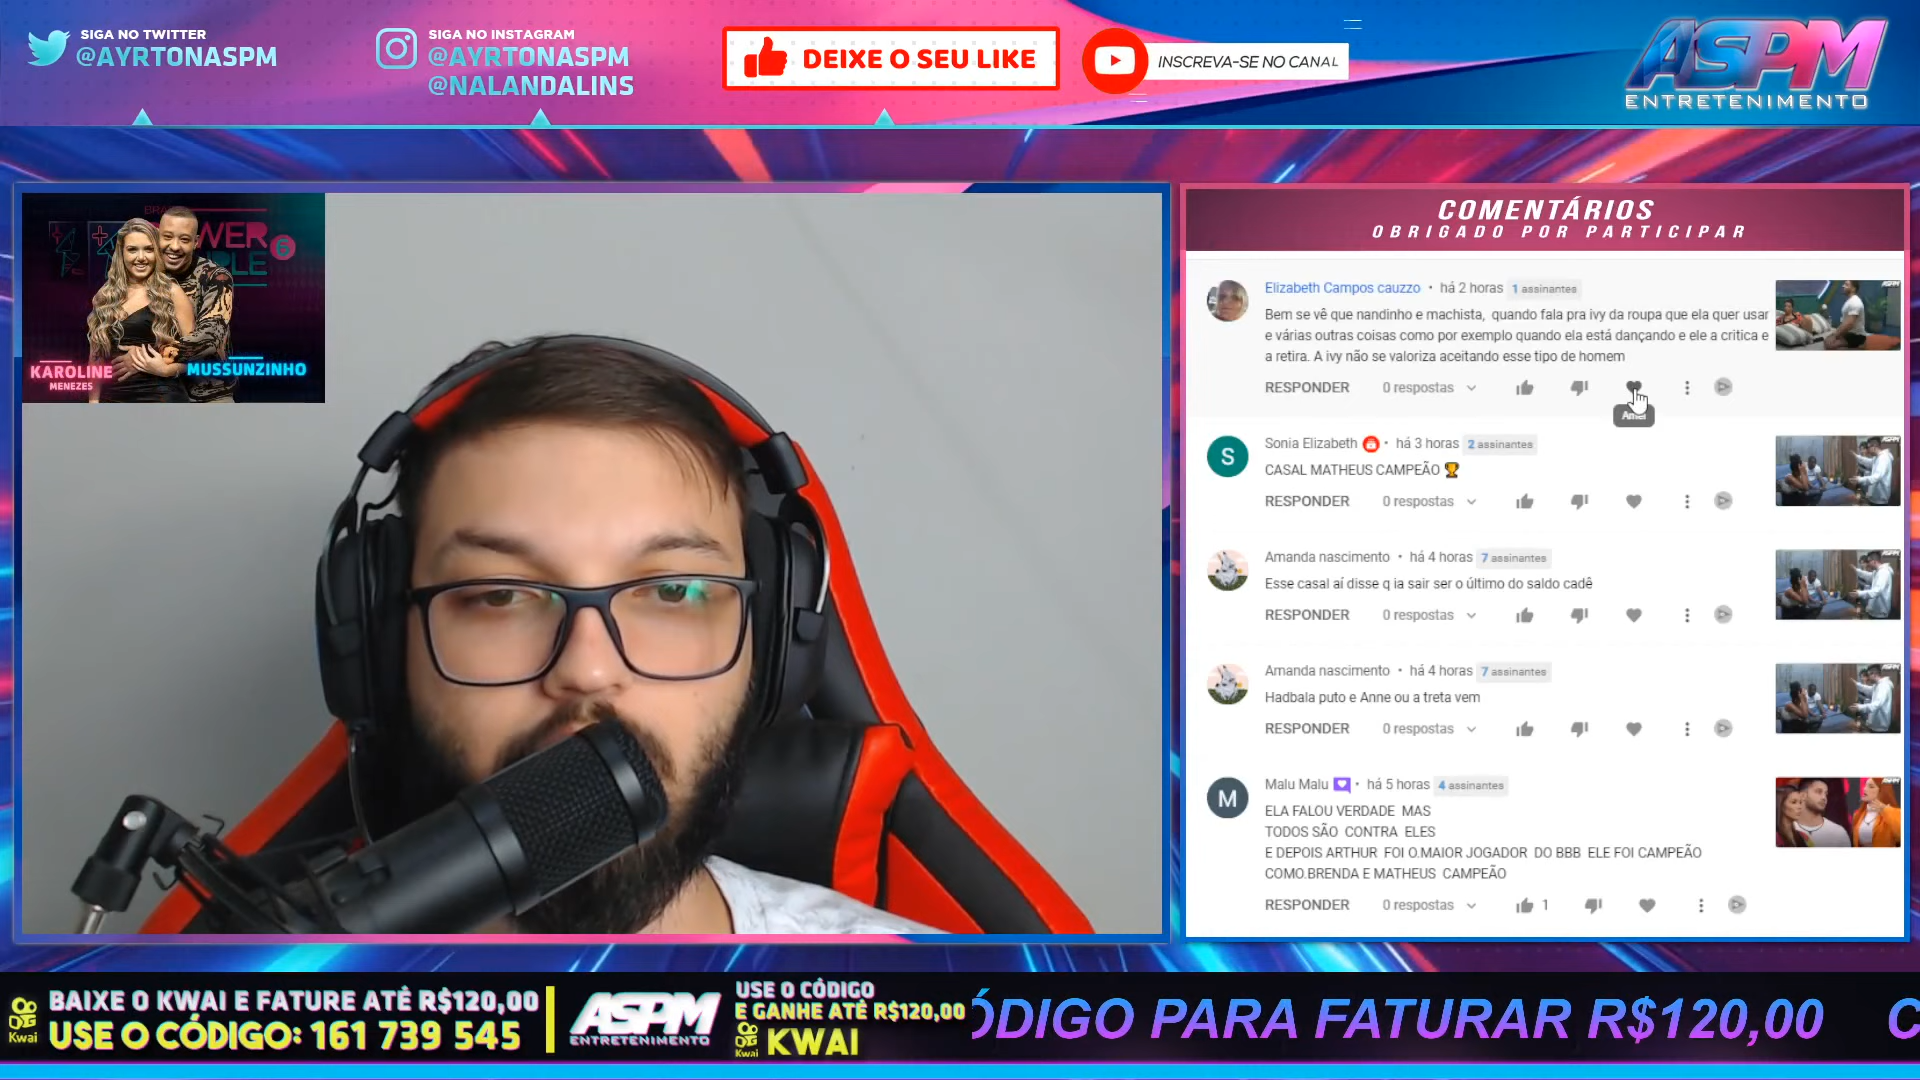 SIGA NO TWITTER
@AYRTONASPM
SIGA NO INSTAGRAM
@AYRTONASPM
@NALANDALINS
DEIXE O SEU LIKE
INSCREVA-SE NO CANAL
ASPM
ENTRETENIMENTO
KAROLINE
MENEZES
MUSSUNZINHO
COMENTÁRIOS
OBRIGADO POR PARTICIPAR
Elizabeth Campos cauzzo • há 2 horas 1 assinantes
Bem se vê que nandinho e machista, quando fala pra ivy da roupa que ela quer usar
e várias outras coisas como por exemplo quando ela está dançando e ele a critica e
a retira. A ivy não se valoriza aceitando esse tipo de homem
RESPONDER 0 respostas
Sonia Elizabeth • há 3 horas 2 assinantes
CASAL MATHEUS CAMPEÃO 🏆
RESPONDER 0 respostas
Amanda nascimento • há 4 horas 7 assinantes
Esse casal aí disse q ia sair ser o último do saldo cadê
RESPONDER 0 respostas
Amanda nascimento • há 4 horas 7 assinantes
Hadbala puto e Anne ou a treta vem
RESPONDER 0 respostas
Malu Malu • há 5 horas 4 assinantes
ELA FALOU VERDADE MAS
TODOS SÃO CONTRA ELES
E DEPOIS ARTHUR FOI O.MAIOR JOGADOR DO BBB ELE FOI CAMPEÃO
COMO.BRENDA E MATHEUS CAMPEÃO
RESPONDER 0 respostas 1
Kwai
BAIXE O KWAI E FATURE ATÉ R$120,00
USE O CÓDIGO: 161 739 545
ASPM
ENTRETENIMENTO
USE O CÓDIGO
E GANHE ATÉ R$120,00
Kwai
KWAI
ÓDIGO PARA FATURAR R$120,00 C